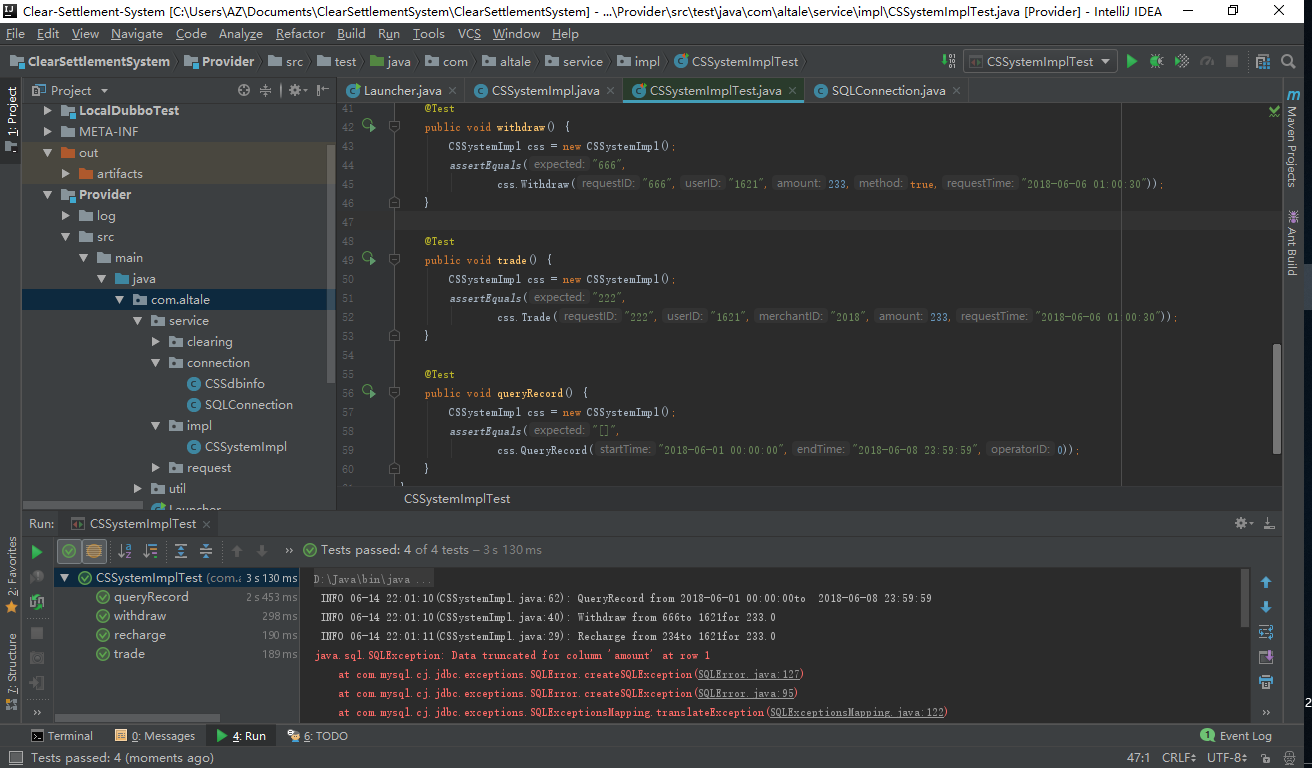 Clear-Settlement-System [C:\Users\AZ\Documents\ClearSettlementSystem\ClearSettlementSystem] - ...\Provider\src\test\java\com\altale\service\impl\CSSystemImplTest.java [Provider] - IntelliJ IDEA
File Edit View Navigate Code Analyze Refactor Build Run Tools VCS Window Help
ClearSettlementSystem Provider src test java com altale service impl CSSystemImplTest CSSystemImplTest
1: Project
Project
Launcher.java CSSystemImpl.java CSSystemImplTest.java SQLConnection.java
LocalDubboTest
META-INF
out
artifacts
Provider
log
src
main
java
com.altale
service
clearing
connection
CSSdbinfo
SQLConnection
impl
CSSystemImpl
request
util
Launcher
41 @Test
42 public void withdraw() {
43 CSSystemImpl css = new CSSystemImpl();
44 assertEquals( expected: "666",
45 css.Withdraw( requestID: "666", userID: "1621", amount: 233, method: true, requestTime: "2018-06-06 01:00:30"));
46 }
47
48 @Test
49 public void trade() {
50 CSSystemImpl css = new CSSystemImpl();
51 assertEquals( expected: "222",
52 css.Trade( requestID: "222", userID: "1621", merchantID: "2018", amount: 233, requestTime: "2018-06-06 01:00:30"));
53 }
54
55 @Test
56 public void queryRecord() {
57 CSSystemImpl css = new CSSystemImpl();
58 assertEquals( expected: "[]",
59 css.QueryRecord( startTime: "2018-06-01 00:00:00", endTime: "2018-06-08 23:59:59", operatorID: 0));
60 }
}
CSSystemImplTest
Maven Projects
Ant Build
2: Favorites
7: Structure
Run: CSSystemImplTest
Tests passed: 4 of 4 tests – 3 s 130 ms
CSSystemImplTest (com.a 3 s 130 ms
queryRecord 2 s 453 ms
withdraw 298 ms
recharge 190 ms
trade 189 ms
D:\Java\bin\java ...
INFO 06-14 22:01:10(CSSystemImpl.java:62): QueryRecord from 2018-06-01 00:00:00to 2018-06-08 23:59:59
INFO 06-14 22:01:10(CSSystemImpl.java:40): Withdraw from 666to 1621for 233.0
INFO 06-14 22:01:11(CSSystemImpl.java:29): Recharge from 234to 1621for 233.0
java.sql.SQLException: Data truncated for column 'amount' at row 1
at com.mysql.cj.jdbc.exceptions.SQLError.createSQLException(SQLError.java:127)
at com.mysql.cj.jdbc.exceptions.SQLError.createSQLException(SQLError.java:95)
at com.mysql.cj.jdbc.exceptions.SQLExceptionsMapping.translateException(SQLExceptionsMapping.java:122)
Terminal 0: Messages 4: Run 6: TODO 1 Event Log
Tests passed: 4 (moments ago) 47:1 CRLF UTF-8